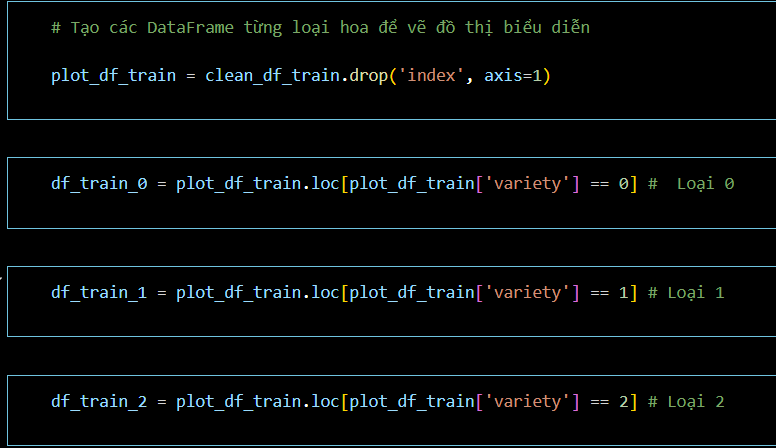 # Tạo các DataFrame từng loại hoa để vẽ đồ thị biểu diễn
plot_df_train = clean_df_train.drop('index', axis=1)
df_train_0 = plot_df_train.loc[plot_df_train['variety'] == 0] #  Loại 0
df_train_1 = plot_df_train.loc[plot_df_train['variety'] == 1] # Loại 1
df_train_2 = plot_df_train.loc[plot_df_train['variety'] == 2] # Loại 2